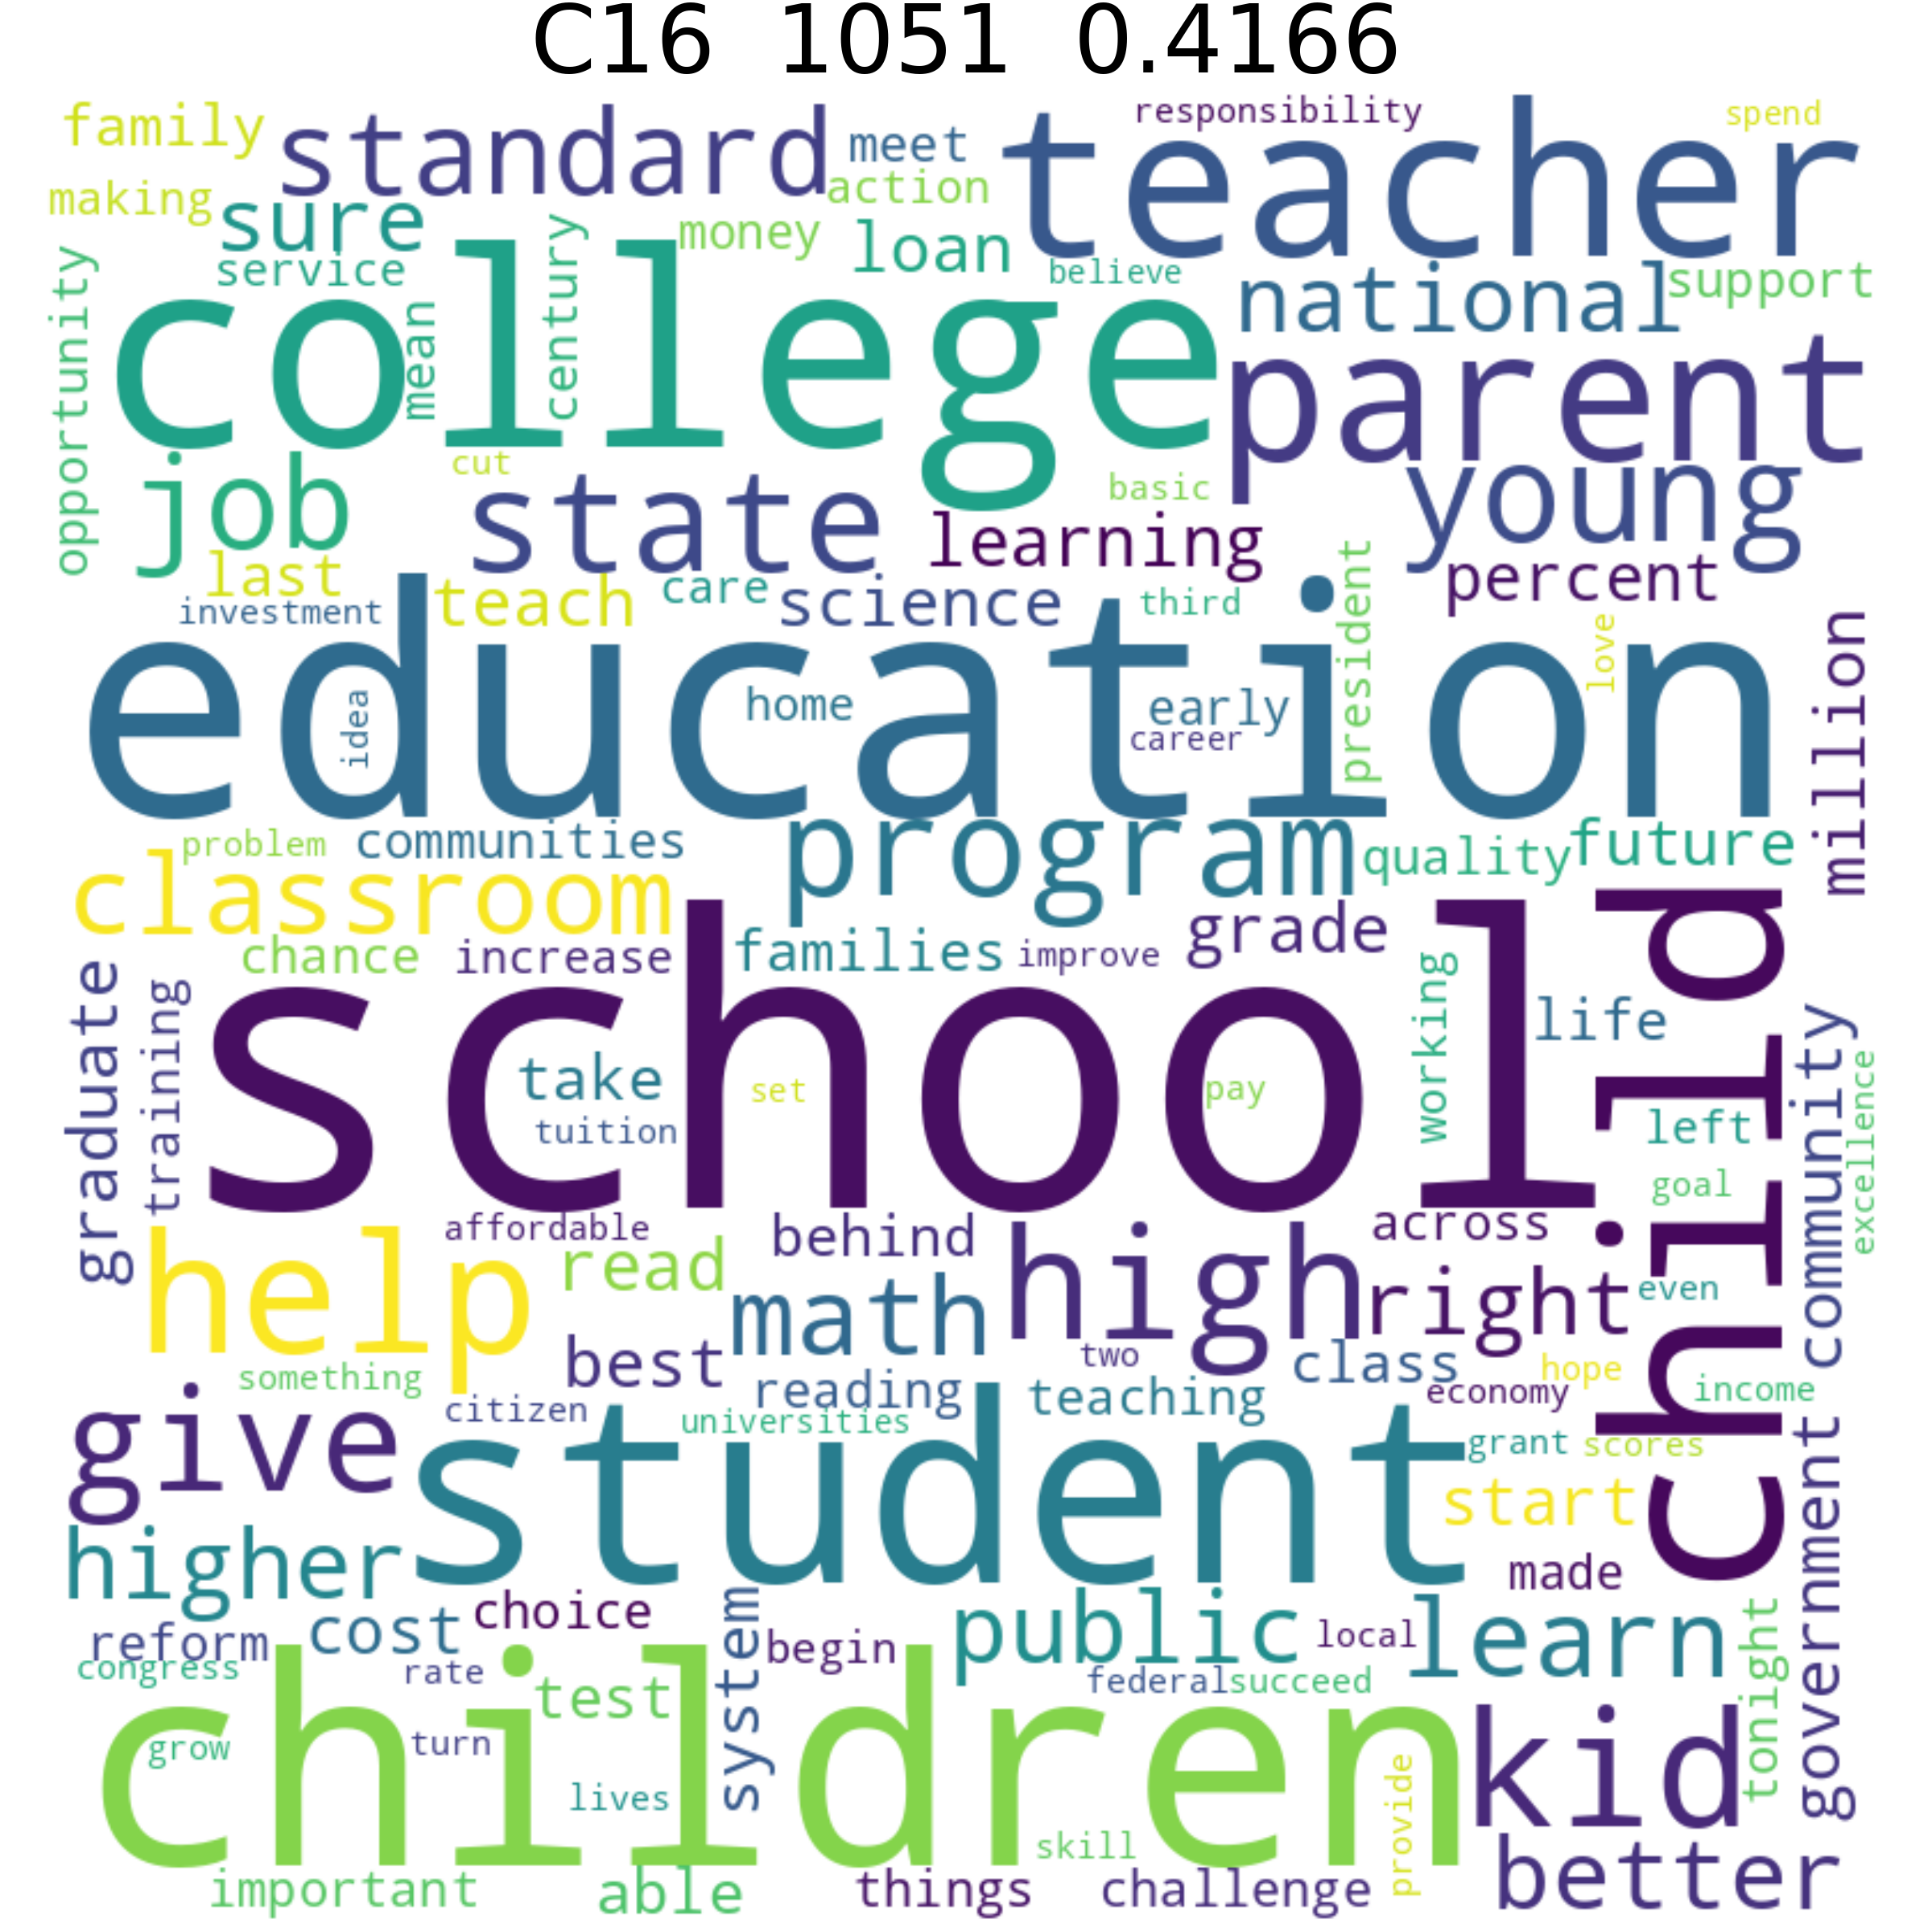 C16 1051 0.4166
family
standard
meet
teacher
responsibility
spend
making
sure
action
service
century
money
loan
believe
national
support
opportunity
college
mean
parent
job
cut
state
basic
young
learning
last
teach
care
science
third
president
percent
investment
love
million
education
idea
home
early
career
problem
communities
program
quality
future
classroom
chance
increase
families
improve
grade
child
graduate
training
school
working
life
take
set
pay
tuition
left
community
excellence
goal
affordable
behind
across
help
read
high
right
even
math
best
two
class
hope
something
reading
teaching
economy
income
give
citizen
universities
student
grant
scores
start
government
higher
made
choice
system
public
local
learn
reform
cost
begin
tonight
congress
rate
federal
succeed
children
test
kid
grow
turn
lives
provide
skill
important
able
things
challenge
better